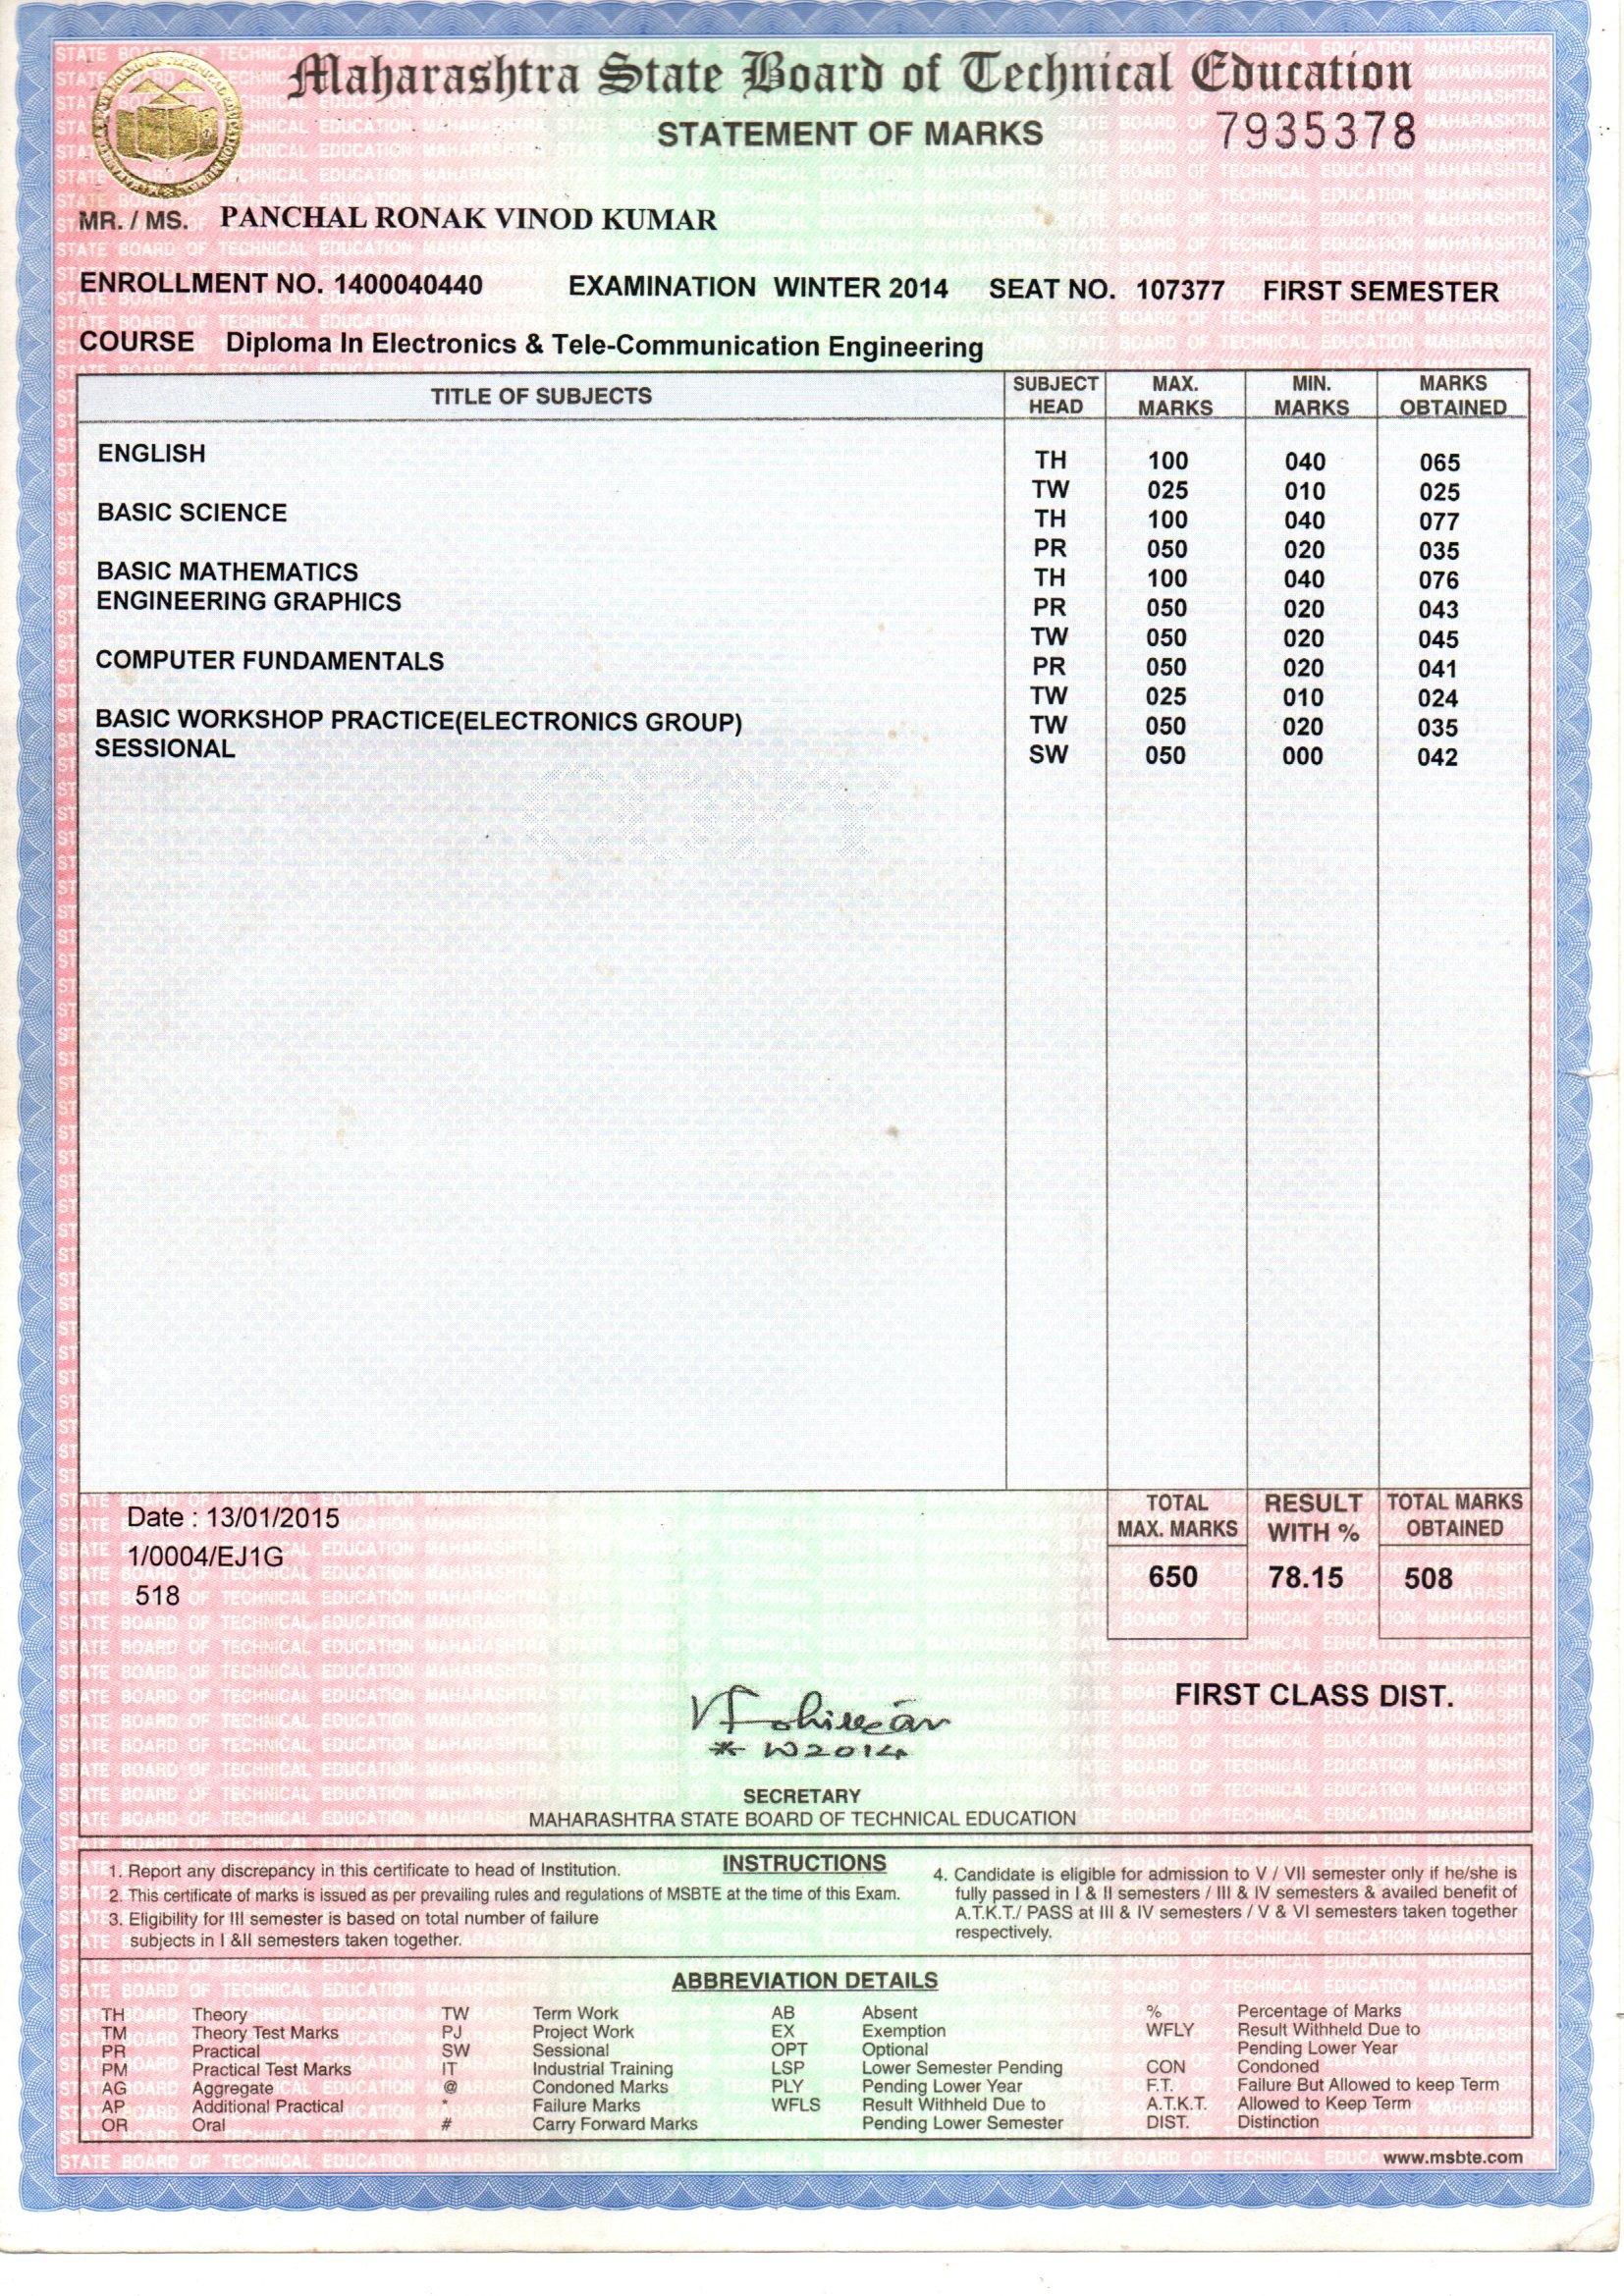 Maharashtra State Board of Technical Education
STATEMENT OF MARKS
7935378
MR. / MS. PANCHAL RONAK VINOD KUMAR
ENROLLMENT NO. 1400040440 EXAMINATION WINTER 2014 SEAT NO. 107377 FIRST SEMESTER
COURSE Diploma In Electronics & Tele-Communication Engineering
TITLE OF SUBJECTS SUBJECT HEAD MAX. MARKS MIN. MARKS MARKS OBTAINED
ENGLISH TH 100 040 065
TW 025 010 025
BASIC SCIENCE TH 100 040 077
PR 050 020 035
BASIC MATHEMATICS TH 100 040 076
ENGINEERING GRAPHICS PR 050 020 043
TW 050 020 045
COMPUTER FUNDAMENTALS PR 050 020 041
TW 025 010 024
BASIC WORKSHOP PRACTICE(ELECTRONICS GROUP) TW 050 020 035
SESSIONAL SW 050 000 042
Date : 13/01/2015
1/0004/EJ1G
518
TOTAL MAX. MARKS RESULT WITH % TOTAL MARKS OBTAINED
650 78.15 508
FIRST CLASS DIST.
* W2014
SECRETARY
MAHARASHTRA STATE BOARD OF TECHNICAL EDUCATION
INSTRUCTIONS
1. Report any discrepancy in this certificate to head of Institution.
2. This certificate of marks is issued as per prevailing rules and regulations of MSBTE at the time of this Exam.
3. Eligibility for III semester is based on total number of failure
subjects in I &II semesters taken together.
4. Candidate is eligible for admission to V / VII semester only if he/she is
fully passed in I & II semesters / III & IV semesters & availed benefit of
A.T.K.T./ PASS at III & IV semesters / V & VI semesters taken together
respectively.
ABBREVIATION DETAILS
TH Theory TW Term Work AB Absent % Percentage of Marks
TM Theory Test Marks PJ Project Work EX Exemption WFLY Result Withheld Due to
PR Practical SW Sessional OPT Optional Pending Lower Year
PM Practical Test Marks IT Industrial Training LSP Lower Semester Pending CON Condoned
AG Aggregate @ Condoned Marks PLY Pending Lower Year F.T. Failure But Allowed to keep Term
AP Additional Practical * Failure Marks WFLS Result Withheld Due to A.T.K.T. Allowed to Keep Term
OR Oral # Carry Forward Marks Pending Lower Semester DIST. Distinction
www.msbte.com